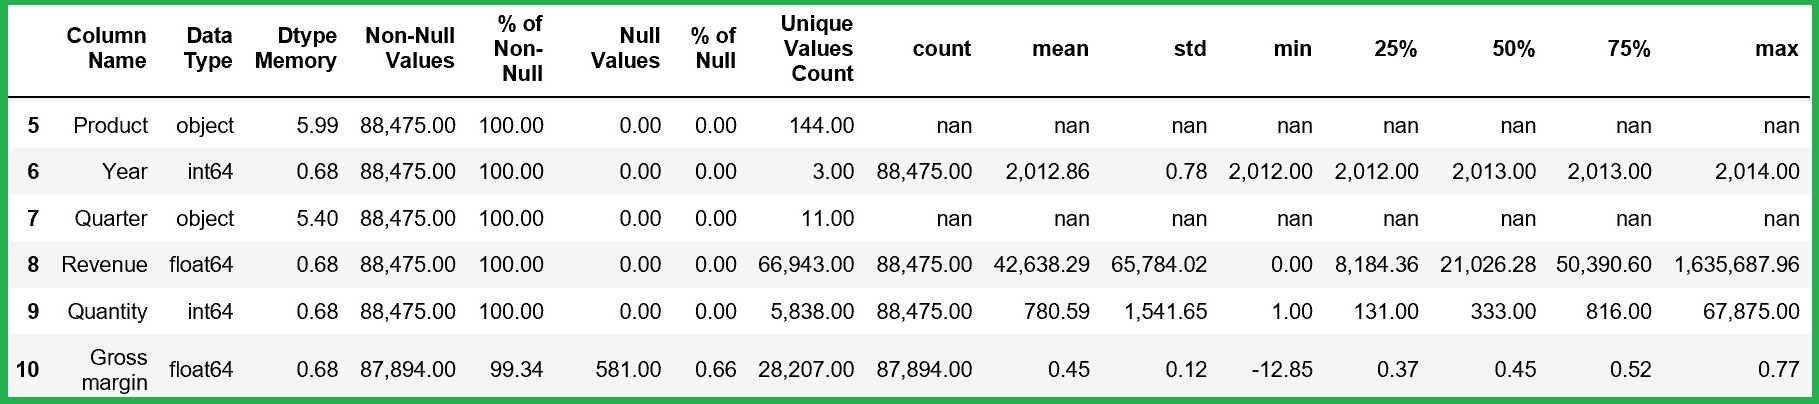 Column Name Data Type Dtype Memory Non-Null Values % of Non-Null Null Values % of Null Unique Values Count count mean std min 25% 50% 75% max
5 Product object 5.99 88,475.00 100.00 0.00 0.00 144.00 nan nan nan nan nan nan nan nan
6 Year int64 0.68 88,475.00 100.00 0.00 0.00 3.00 88,475.00 2,012.86 0.78 2,012.00 2,012.00 2,013.00 2,013.00 2,014.00
7 Quarter object 5.40 88,475.00 100.00 0.00 0.00 11.00 nan nan nan nan nan nan nan nan
8 Revenue float64 0.68 88,475.00 100.00 0.00 0.00 66,943.00 88,475.00 42,638.29 65,784.02 0.00 8,184.36 21,026.28 50,390.60 1,635,687.96
9 Quantity int64 0.68 88,475.00 100.00 0.00 0.00 5,838.00 88,475.00 780.59 1,541.65 1.00 131.00 333.00 816.00 67,875.00
10 Gross margin float64 0.68 87,894.00 99.34 581.00 0.66 28,207.00 87,894.00 0.45 0.12 -12.85 0.37 0.45 0.52 0.77